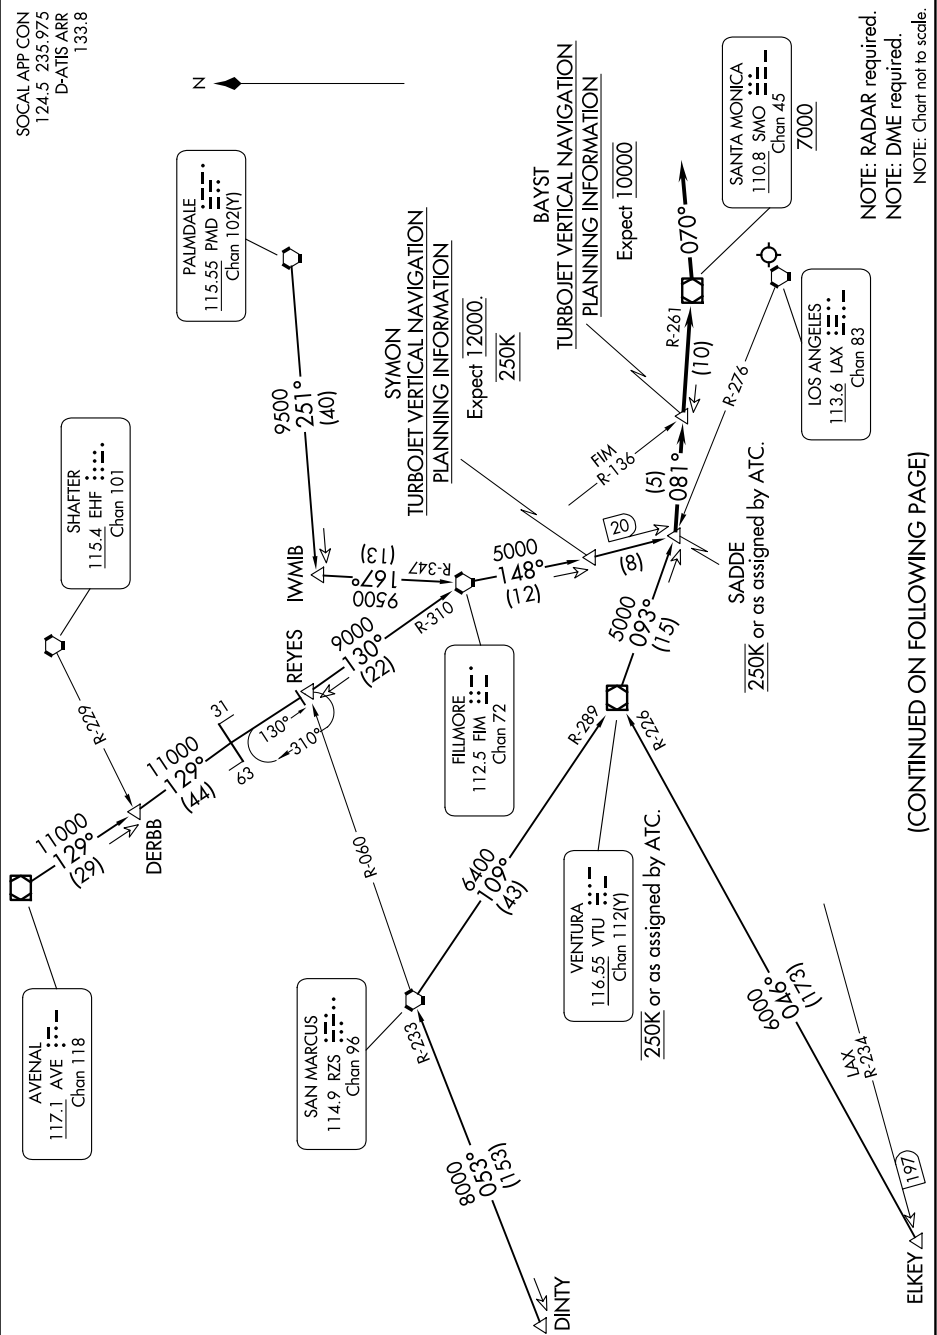 SOCAL APP CON
124.5 235.975
D-ATIS ARR
133.8
N
AVENAL
117.1 AVE
Chan 118
11000
129°
(29)
DERBB
SHAFTER
115.4 EHF
Chan 101
R-229
11000
129°
(44)
63
31
130°
310°
REYES
PALMDALE
115.55 PMD
Chan 102(Y)
9500
251°
(40)
IWMIB
9500
167°
(13)
R-347
9000
130°
(22)
R-310
FILLMORE
112.5 FIM
Chan 72
SAN MARCUS
114.9 RZS
Chan 96
R-060
R-233
8000
053°
(153)
DINTY
6400
109°
(43)
R-289
SYMON
TURBOJET VERTICAL NAVIGATION
PLANNING INFORMATION
Expect 12000.
250K
5000
148°
(12)
20
(8)
VENTURA
116.55 VTU
Chan 112(Y)
250K or as assigned by ATC.
R-226
5000
093°
(15)
SADDE
250K or as assigned by ATC.
FIM
R-136
(5)
081°
BAYST
TURBOJET VERTICAL NAVIGATION
PLANNING INFORMATION
Expect 10000
R-261
(10)
070°
SANTA MONICA
110.8 SMO
Chan 45
7000
R-276
LOS ANGELES
113.6 LAX
Chan 83
6000
046°
(173)
LAX
R-234
197
ELKEY
NOTE: RADAR required.
NOTE: DME required.
NOTE: Chart not to scale.
(CONTINUED ON FOLLOWING PAGE)